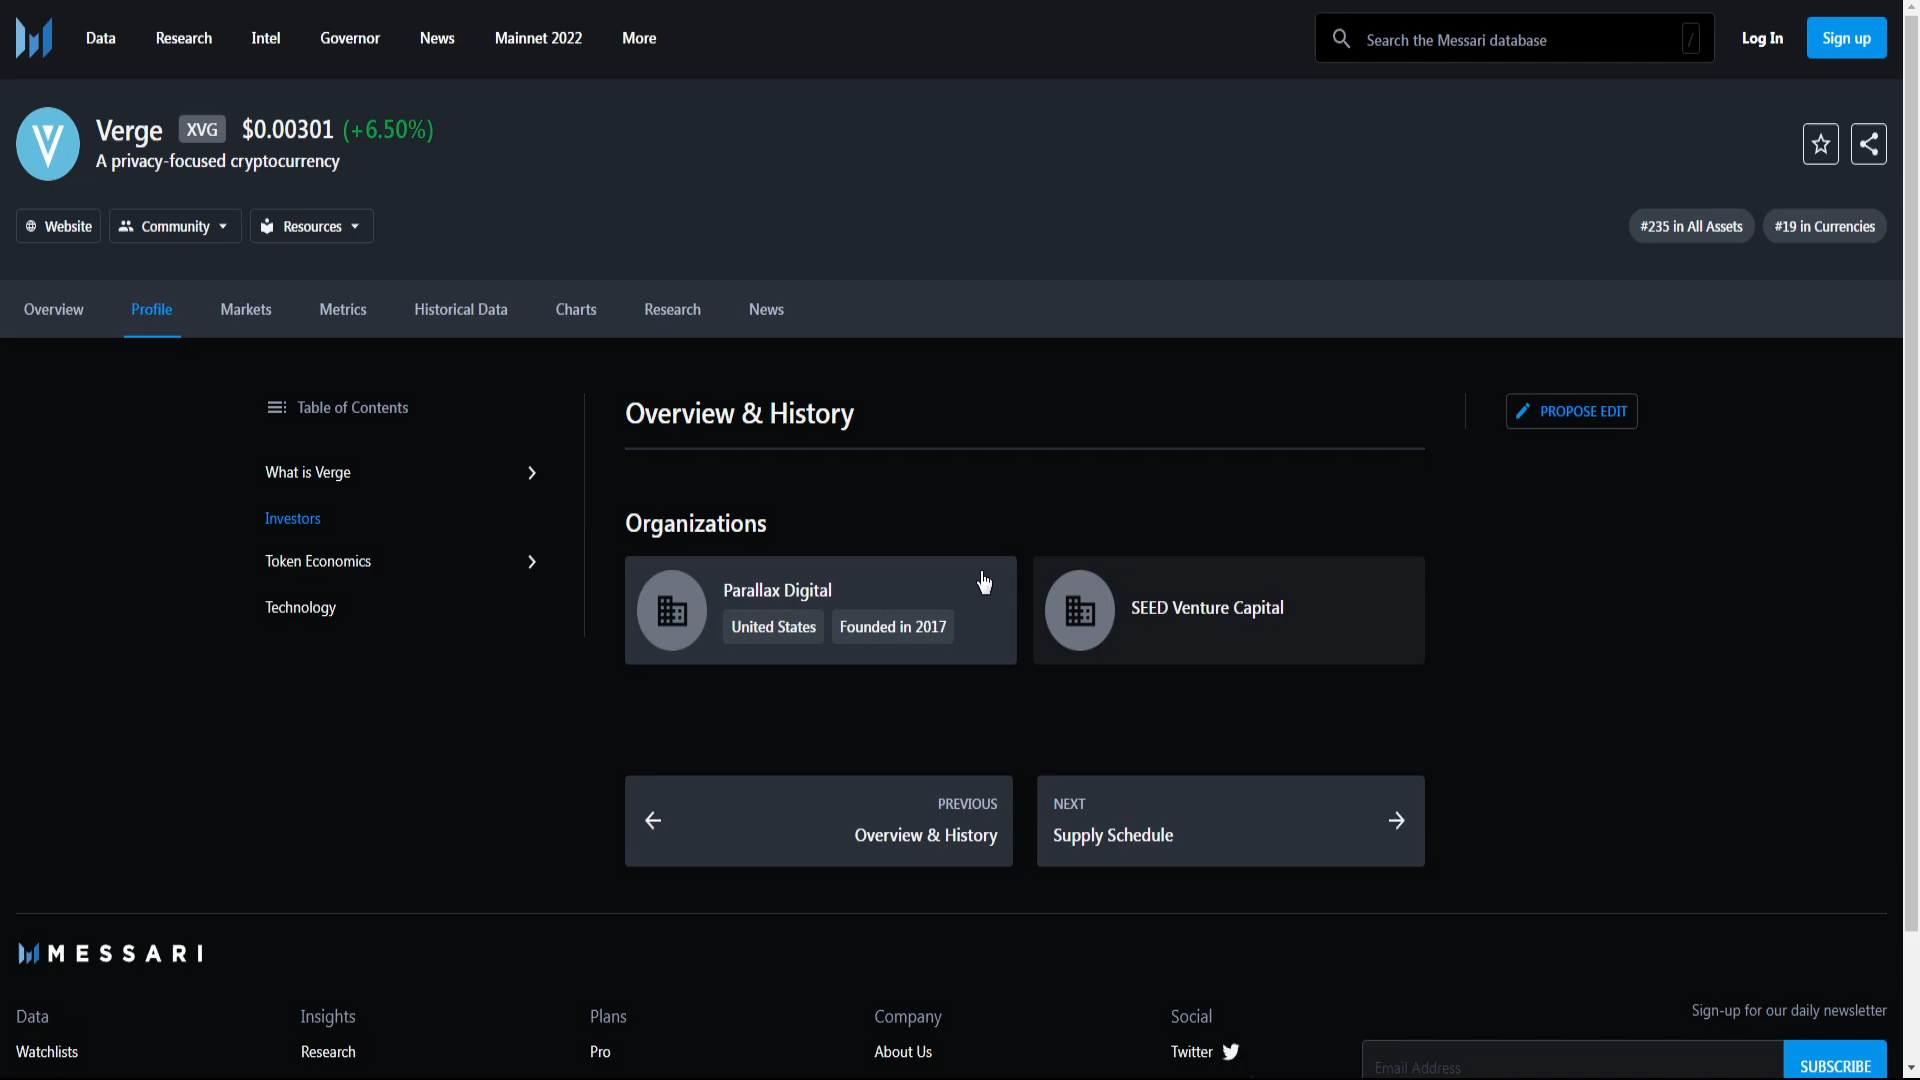 Data Research Intel Governor News Mainnet 2022 More Search the Messari database / Log In Sign up
Verge XVG $0.00301 (+6.50%)
A privacy-focused cryptocurrency
Website Community Resources #235 in All Assets #19 in Currencies
Overview Profile Markets Metrics Historical Data Charts Research News
Table of Contents
What is Verge
Investors
Token Economics
Technology
Overview & History
PROPOSE EDIT
Organizations
Parallax Digital
United States Founded in 2017
SEED Venture Capital
PREVIOUS
Overview & History
NEXT
Supply Schedule
MESSARI
Data Insights Plans Company Social
Watchlists Research Pro About Us Twitter
Sign-up for our daily newsletter
Email Address SUBSCRIBE